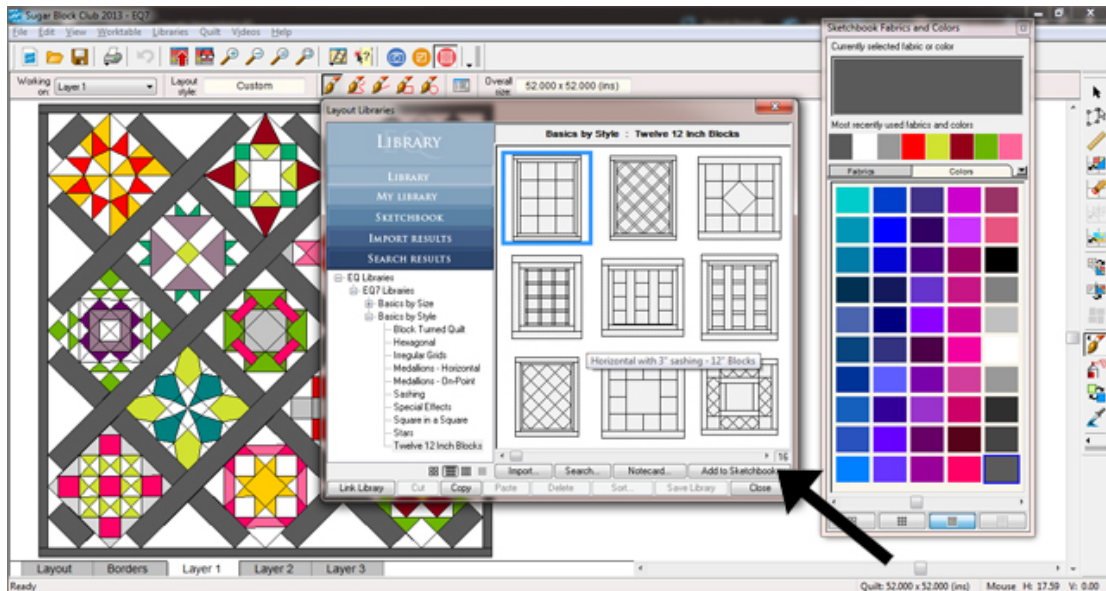 Sugar Block Club 2013 - EQ7
File Edit View Worktable Libraries Quilt Videos Help
Working on: Layer 1
Layout style: Custom
Overall size: 52.000 x 52.000 (ins)
Layout Libraries
LIBRARY
LIBRARY
MY LIBRARY
SKETCHBOOK
IMPORT RESULTS
SEARCH RESULTS
EQ Libraries
EQ7 Libraries
Basics by Size
Basics by Style
Block Turned Quilt
Hexagonal
Irregular Grids
Medallions - Horizontal
Medallions - On-Point
Sashing
Special Effects
Square in a Square
Stars
Twelve 12 Inch Blocks
Basics by Style : Twelve 12 Inch Blocks
Horizontal with 3" sashing - 12" Blocks
16
Import... Search... Notecard... Add to Sketchbook
Link Library Cut Copy Paste Delete Sort... Save Library Close
Sketchbook Fabrics and Colors
Currently selected fabric or color
Most recently used fabrics and colors
Fabrics Colors
Layout Borders Layer 1 Layer 2 Layer 3
Ready
Quilt: 52.000 x 52.000 (ins) Mouse H: 17.59 V: 0.00